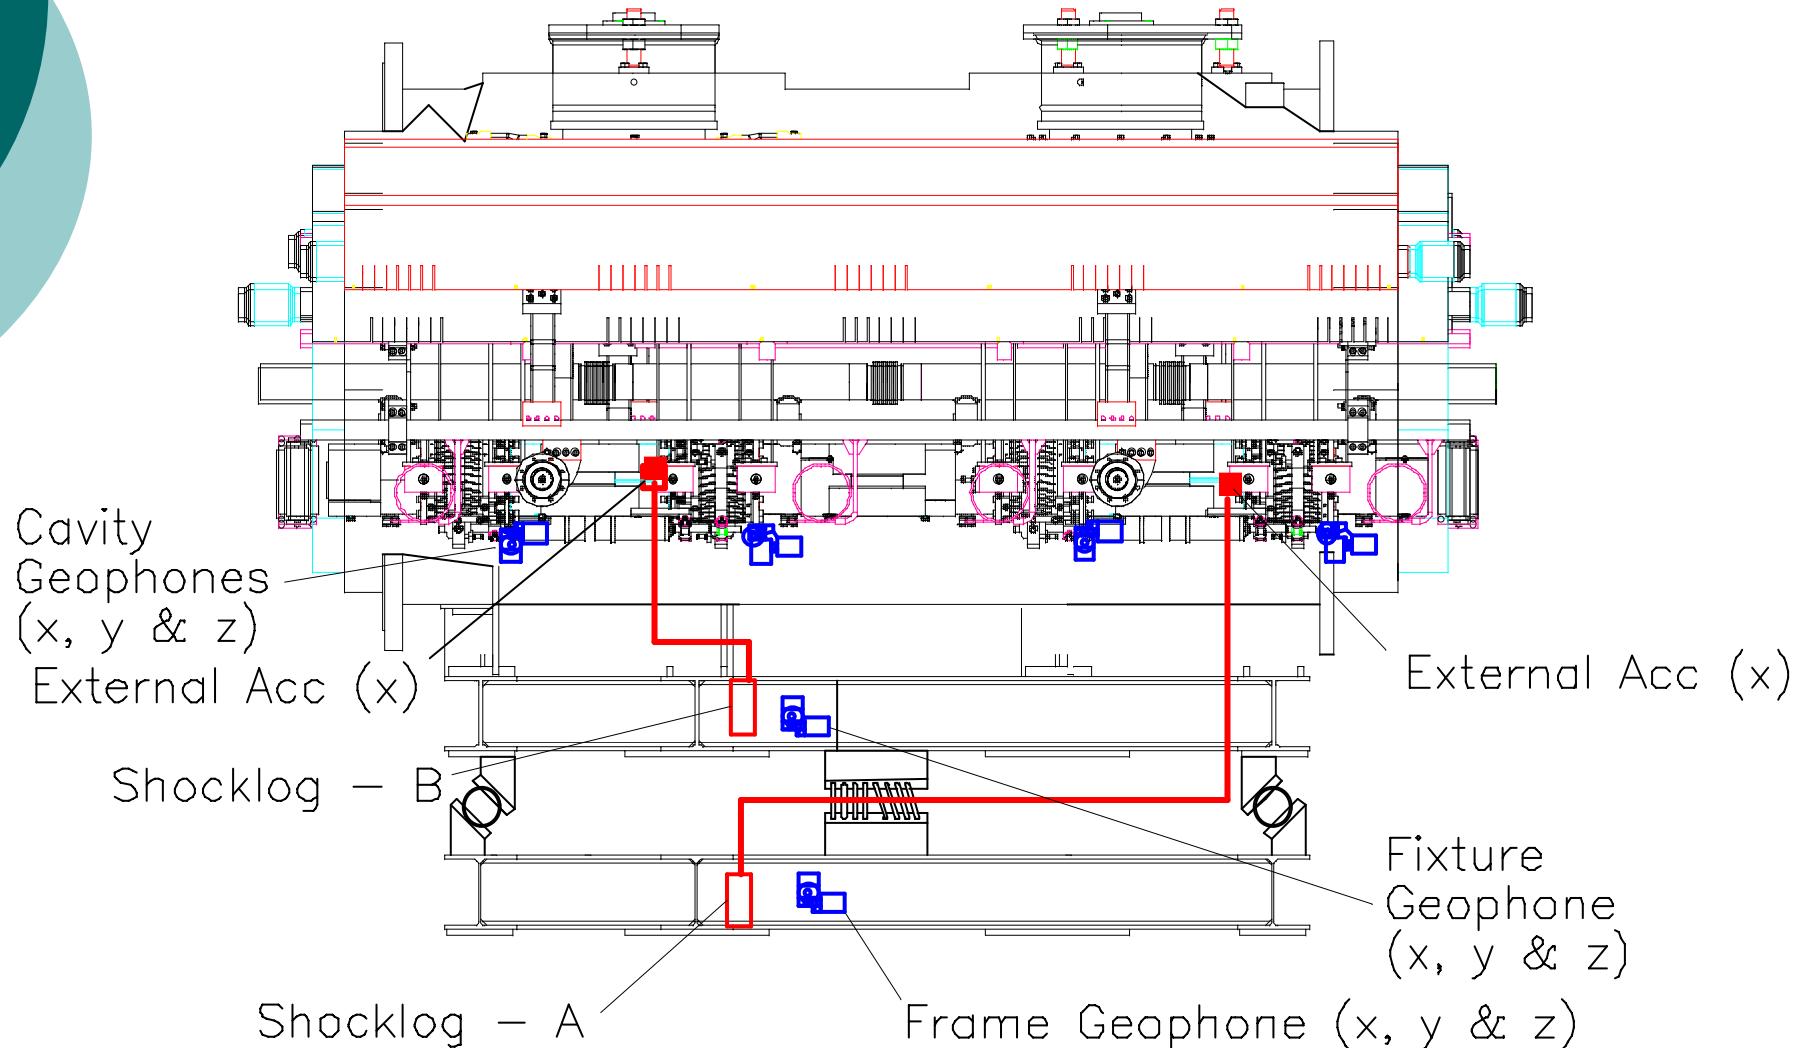 Cavity
Geophones
(x, y & z)
External Acc (x)
External Acc (x)
Shocklog - B
Fixture
Geophone
(x, y & z)
Shocklog - A
Frame Geophone (x, y & z)